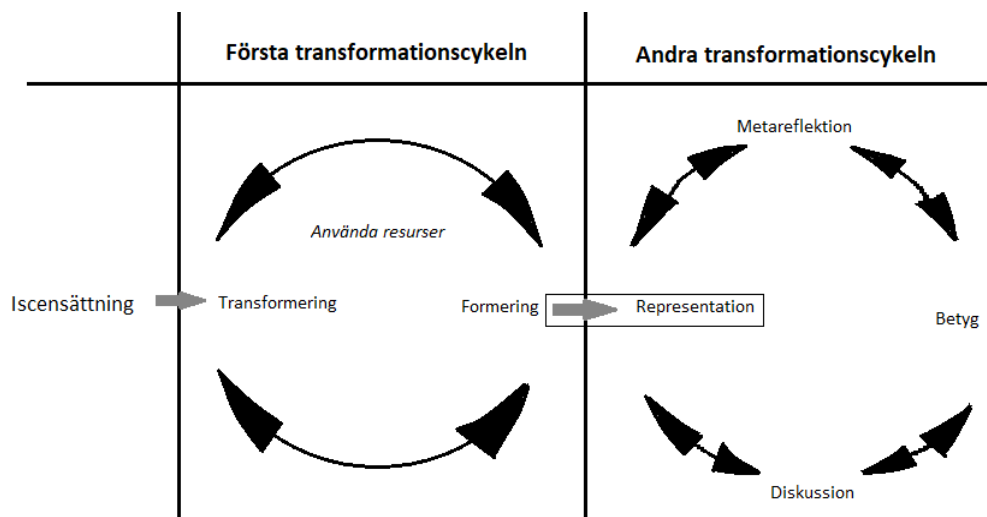 Första transformationscykeln
Andra transformationscykeln
Metareflektion
Använda resurser
Iscensättning
Transformering
Formering
Representation
Betyg
Diskussion